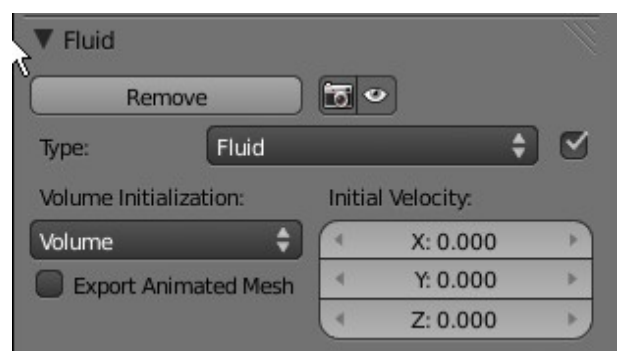 Fluid
Remove
Type: Fluid
Volume Initialization: Initial Velocity:
Volume X: 0.000
Export Animated Mesh Y: 0.000
Z: 0.000